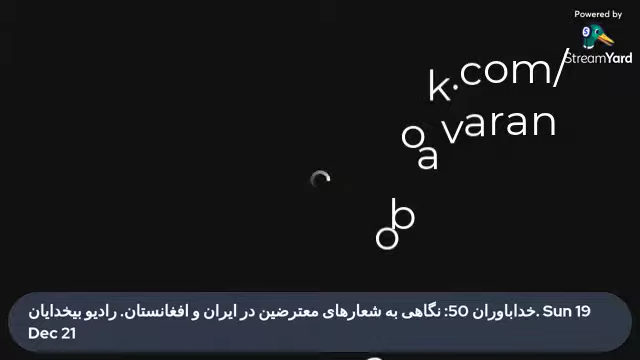 Powered by
StreamYard
k.com/
o varan
a
b
o
خداباوران 50: نگاهی به شعارهای معترضین در ایران و افغانستان. رادیو بیخدایان. Sun 19
Dec 21